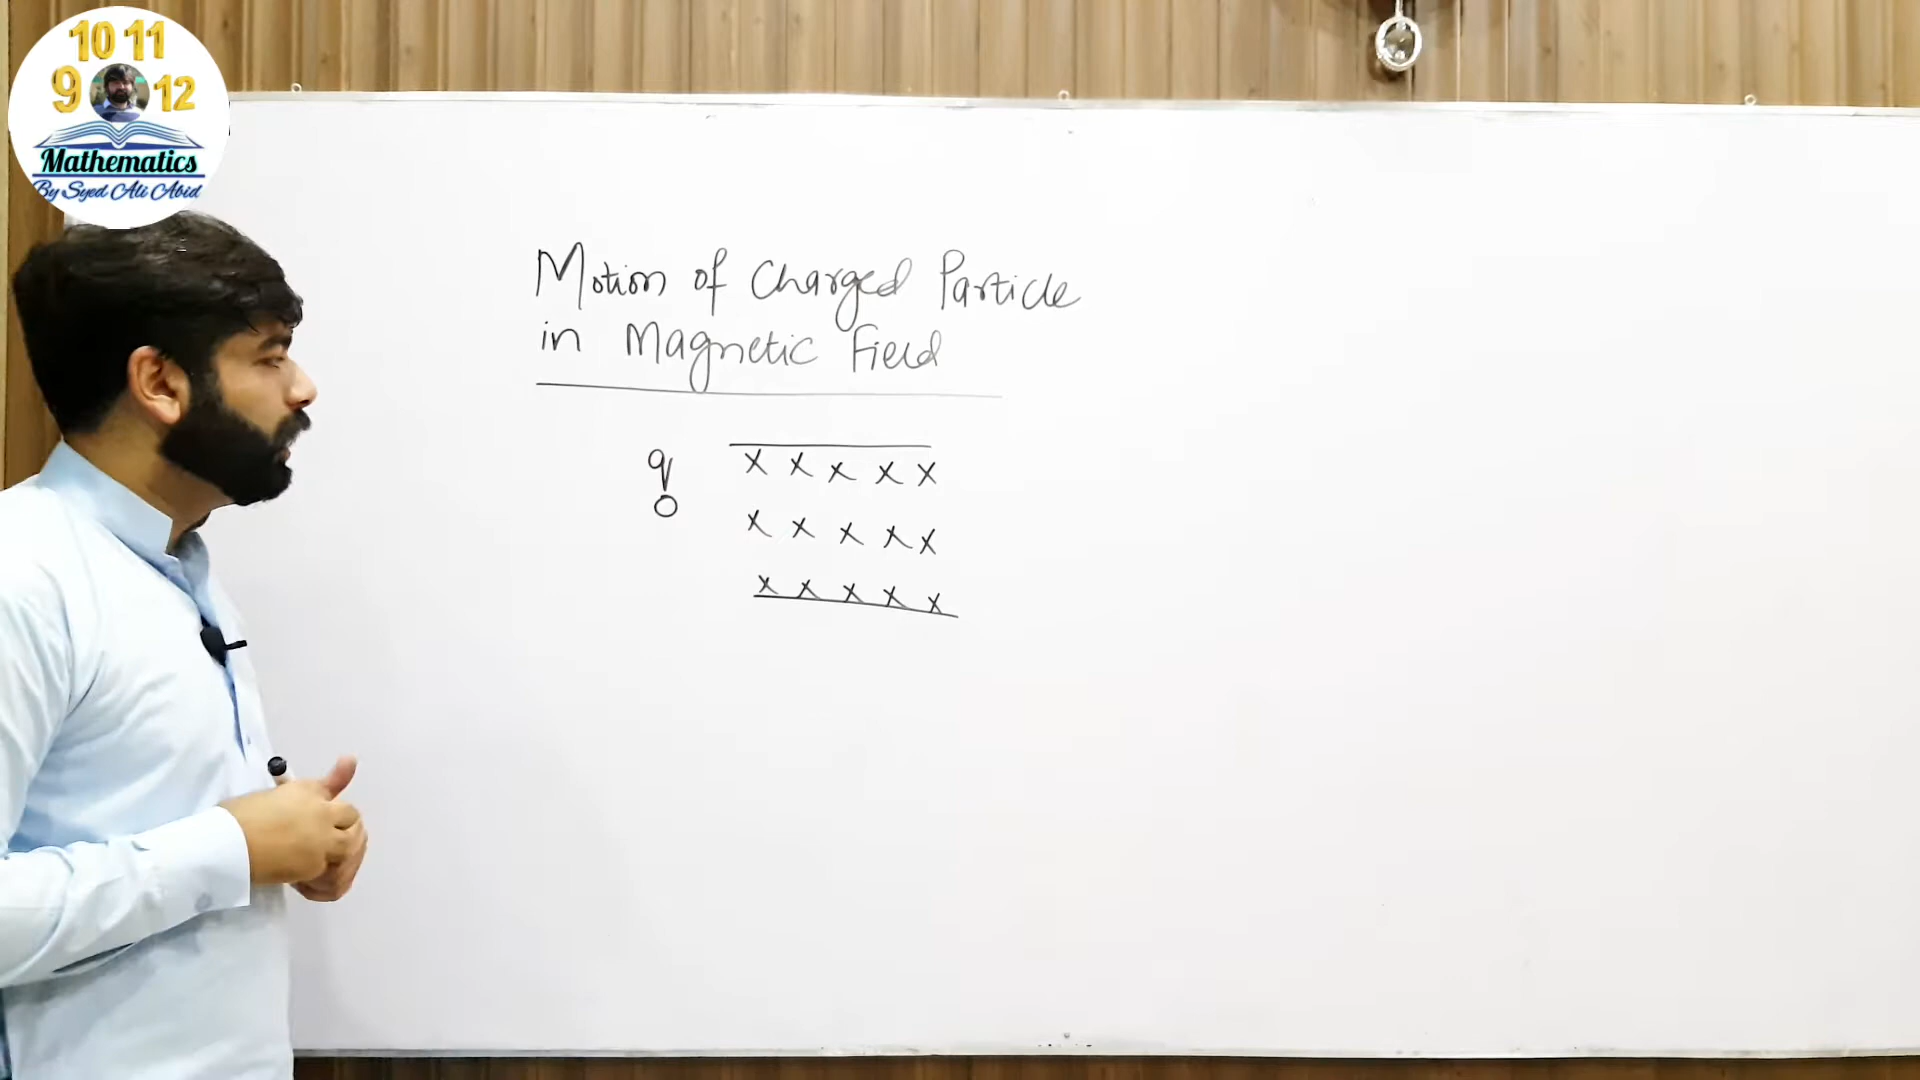 10 11
9 12
Mathematics
By Syed Ali Abid
Motion of Charged Particle
in Magnetic Field
q
x x x x x
x x x x x
x x x x x